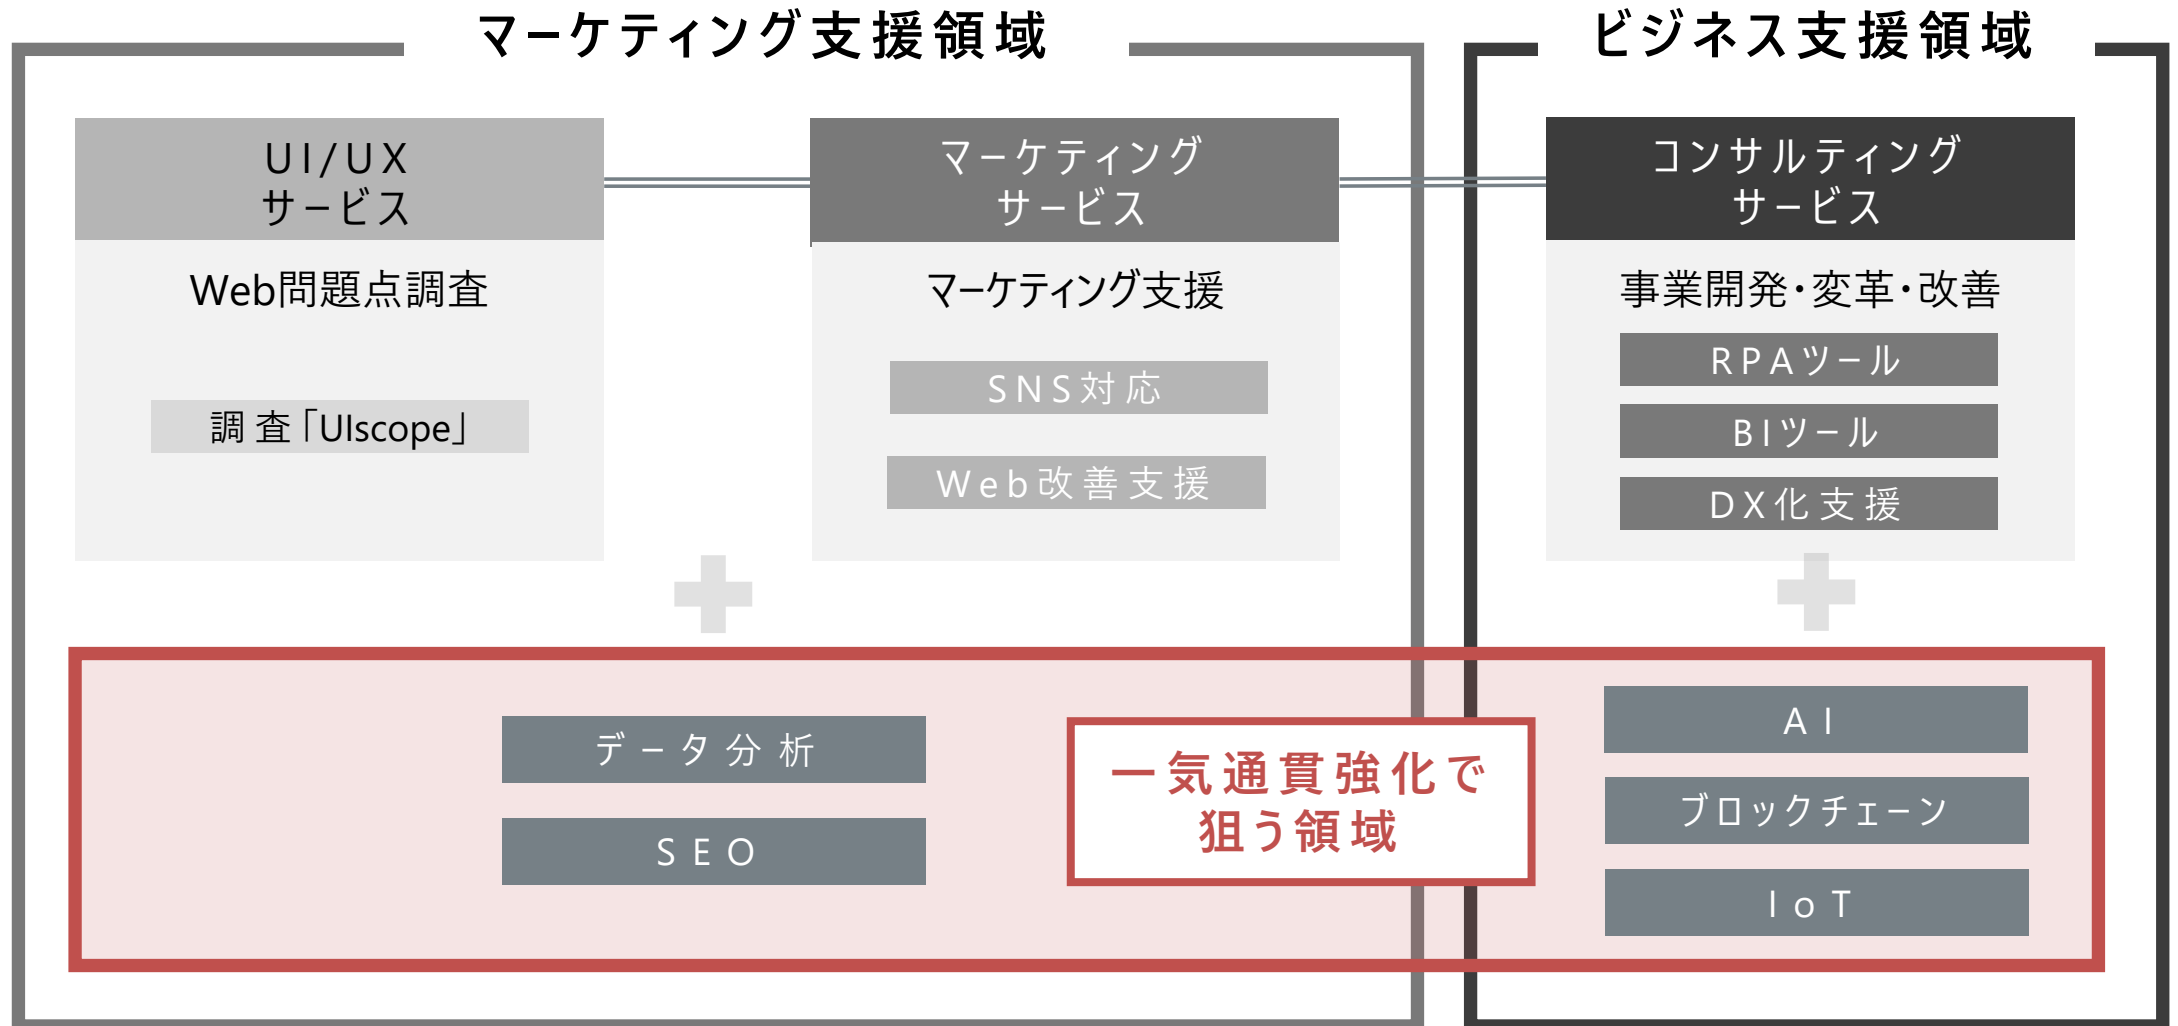 マーケティング支援領域
ビジネス支援領域
UI/UX
サービス
Web問題点調査
調査「UIscope」
マーケティング
サービス
マーケティング支援
SNS対応
Web改善支援
コンサルティング
サービス
事業開発・変革・改善
RPAツール
BIツール
DX化支援
データ分析
SEO
一気通貫強化で
狙う領域
AI
ブロックチェーン
IoT